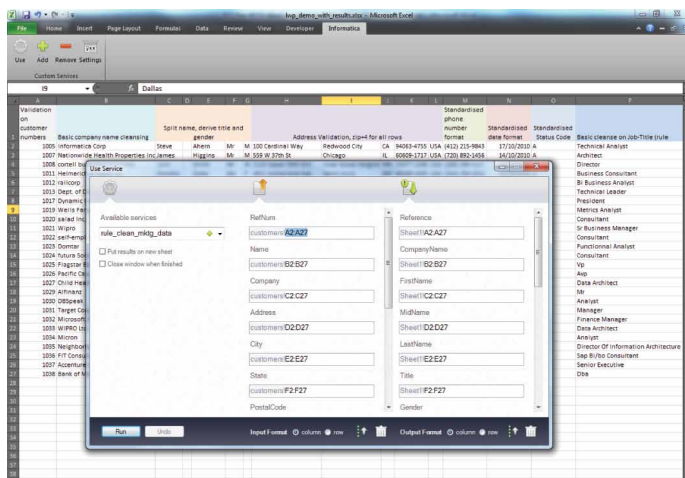 lwp_demo_with_results.xlsx - Microsoft Excel
File Home Insert Page Layout Formulas Data Review View Developer Informatica
Use Add Remove Settings
Custom Services
I9 fx Dallas
A B C D E F G H I J K L M N O P
Validation on customer numbers Basic company name cleansing Split name, derive title and gender Address Validation, zip+4 for all rows Standardised phone number format Standardised date format Standardised Status Code Basic cleanse on Job-Title (rule
1005 Informatica Corp Steve Ahern Mr M 100 Cardinal Way Redwood City CA 94063-4755 USA (412) 215-9843 17/10/2010 A Technical Analyst
1007 Nationwide Health Properties Inc James Higgins Mr M 559 W 37th St Chicago IL 60609-1717 USA (720) 892-1456 14/10/2010 A Architect
1008 cornell Director
1011 Business Consultant
1012 railcorp Bi Business Analyst
1013 Dept. of Technical Leader
1017 Dynamic President
1019 Wells Metrics Analyst
1020 salad Inc Consultant
1021 Wipro Sr Business Manager
1022 self-empl Consultant
1023 Domtar Functionnal Analyst
1024 futura Consultant
1025 Flagstar Vp
1026 Pacific Avp
1027 Child Data Architect
1029 Alfinanz Mr
1030 DBSpeak Analyst
1031 Target Manager
1032 Microsoft Finance Manager
1033 WIPRO Data Architect
1034 Micron Analyst
1035 Neighbor Director Of Information Architecture
1036 FIT Consu Sap Bi/bo Consultant
1037 Accenture Senior Executive
1038 Bank of Dba
Use Service
Available services
rule_clean_mktg_data
Put results on new sheet
Close window when finished
RefNum
customers!A2:A27
Name
customers!B2:B27
Company
customers!C2:C27
Address
customers!D2:D27
City
customers!E2:E27
State
customers!F2:F27
PostalCode
Reference
Sheet1!A2:A27
CompanyName
Sheet1!B2:B27
FirstName
Sheet1!C2:C27
MidName
Sheet1!D2:D27
LastName
Sheet1!E2:E27
Title
Sheet1!F2:F27
Gender
Run Undo Input Format column row Output Format column row